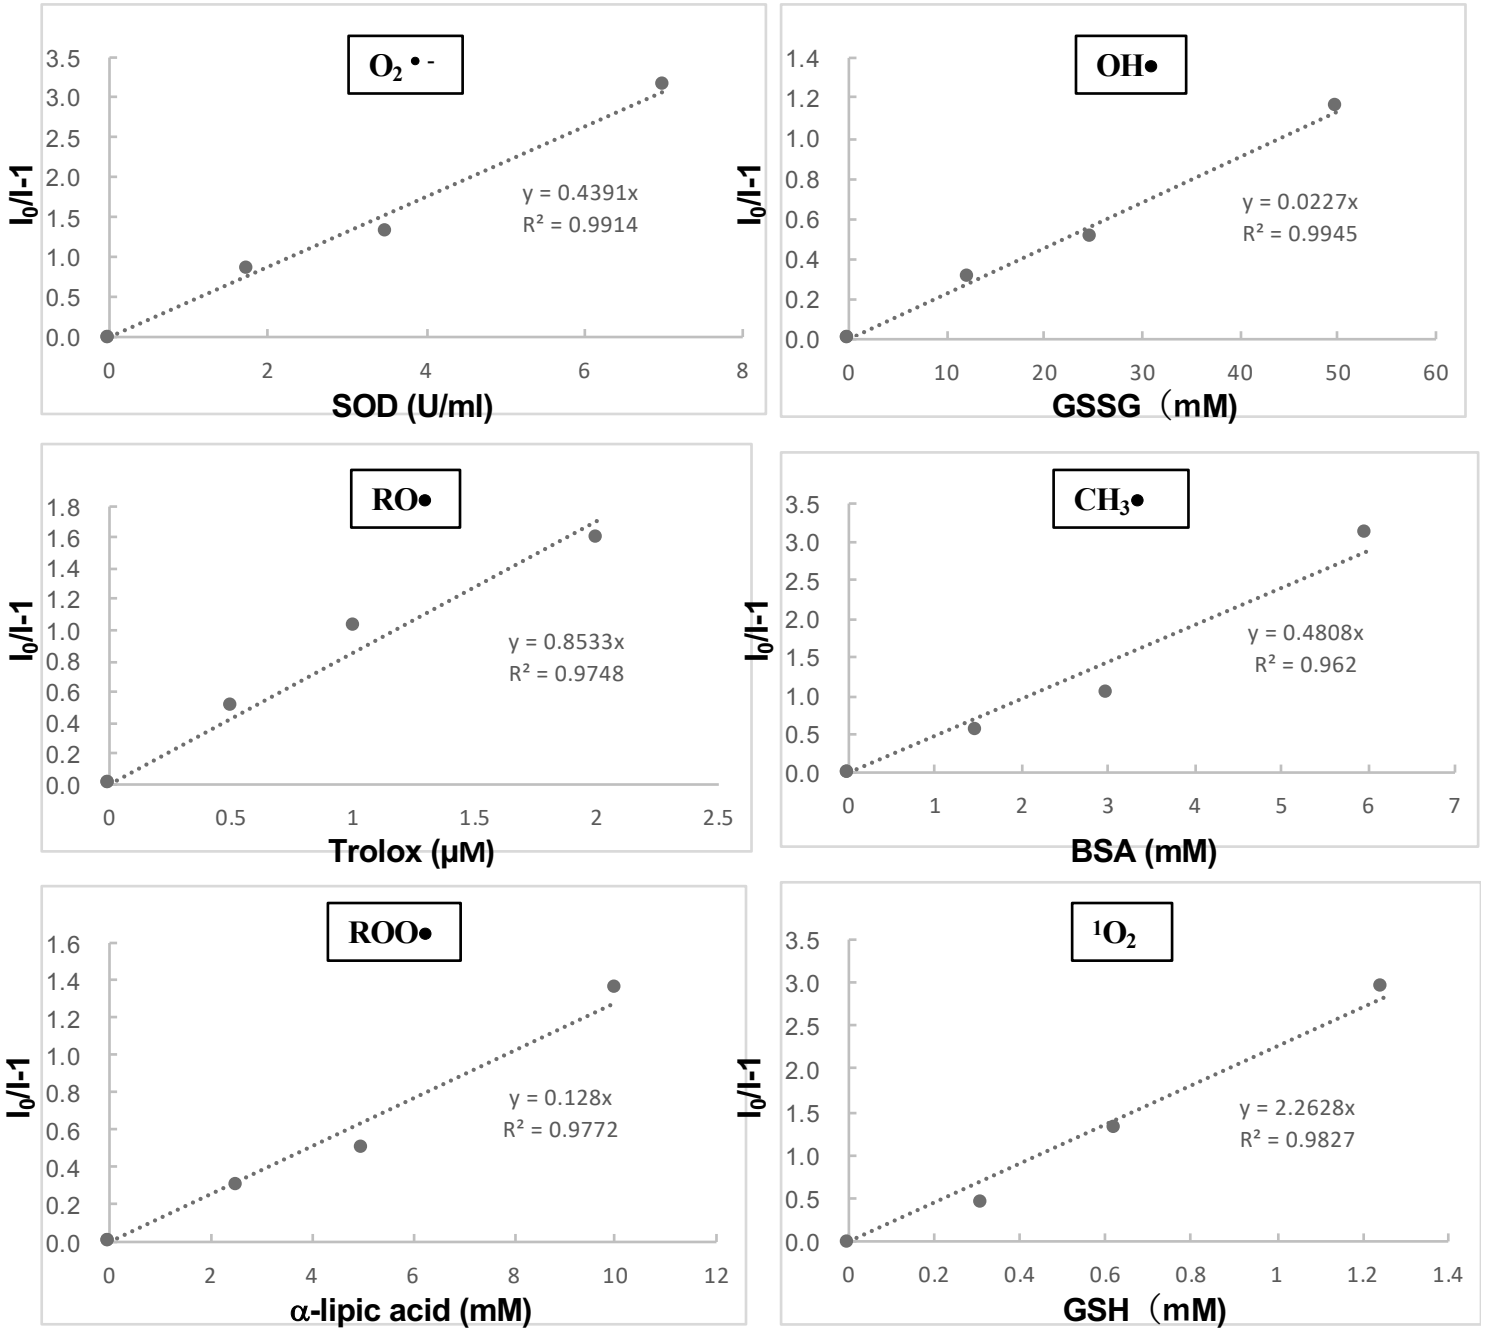 O₂ • -
3.5
3.0
2.5
2.0
1.5
1.0
0.5
0.0
I₀/I-1
y = 0.4391x
R² = 0.9914
0 2 4 6 8
SOD (U/ml)
OH●
1.4
1.2
1.0
0.8
0.6
0.4
0.2
0.0
I₀/I-1
y = 0.0227x
R² = 0.9945
0 10 20 30 40 50 60
GSSG（mM)
RO●
1.8
1.6
1.4
1.2
1.0
0.8
0.6
0.4
0.2
0.0
I₀/I-1
y = 0.8533x
R² = 0.9748
0 0.5 1 1.5 2 2.5
Trolox (µM)
CH₃●
3.5
3.0
2.5
2.0
1.5
1.0
0.5
0.0
I₀/I-1
y = 0.4808x
R² = 0.962
0 1 2 3 4 5 6 7
BSA (mM)
ROO●
1.6
1.4
1.2
1.0
0.8
0.6
0.4
0.2
0.0
I₀/I-1
y = 0.128x
R² = 0.9772
0 2 4 6 8 10 12
α-lipic acid (mM)
¹O₂
3.5
3.0
2.5
2.0
1.5
1.0
0.5
0.0
I₀/I-1
y = 2.2628x
R² = 0.9827
0 0.2 0.4 0.6 0.8 1 1.2 1.4
GSH（mM)